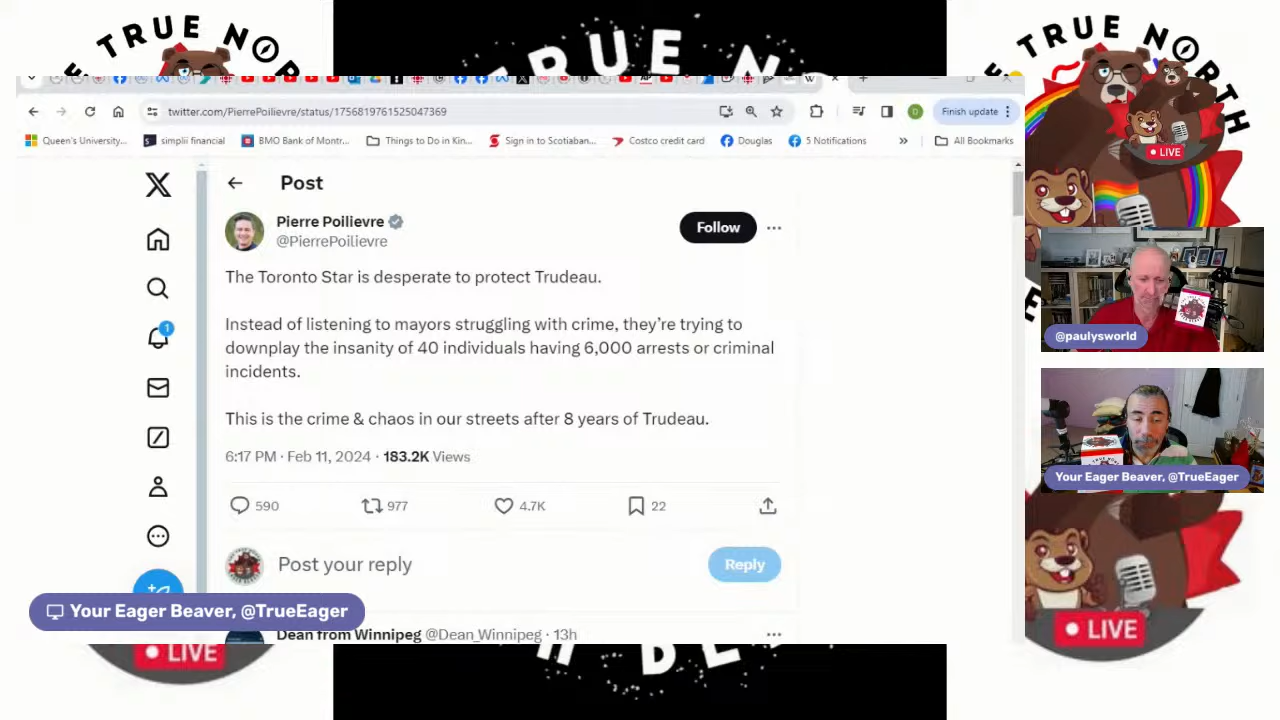 TRUE NO
RUE N
TRUE NORTH
twitter.com/PierrePoilievre/status/1756819761525047369
Finish update
Queen's University...
simplii financial
BMO Bank of Montr...
Things to Do in Kin...
Sign in to Scotiaban...
Costco credit card
Douglas
5 Notifications
All Bookmarks
LIVE
Post
Pierre Poilievre
@PierrePoilievre
Follow
The Toronto Star is desperate to protect Trudeau.
Instead of listening to mayors struggling with crime, they're trying to
downplay the insanity of 40 individuals having 6,000 arrests or criminal
incidents.
This is the crime & chaos in our streets after 8 years of Trudeau.
6:17 PM · Feb 11, 2024 · 183.2K Views
1
590
977
4.7K
22
Post your reply
Reply
Dean from Winnipeg @Dean_Winnipeg · 13h
@paulysworld
Your Eager Beaver, @TrueEager
Your Eager Beaver, @TrueEager
LIVE
LIVE